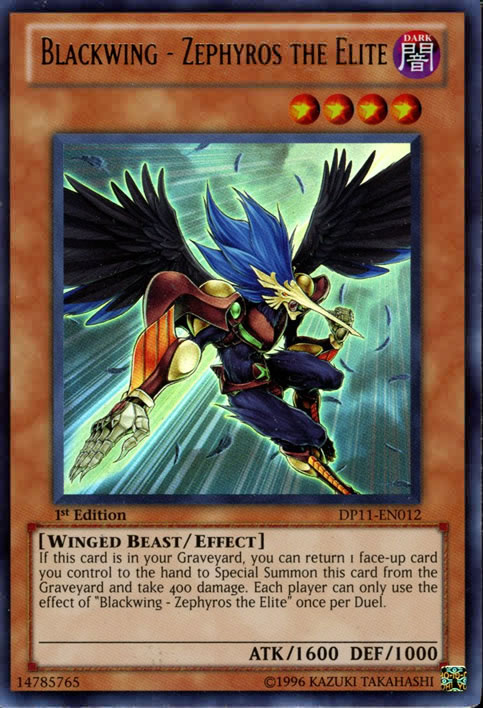 BLACKWING - ZEPHYROS THE ELITE
DARK
闇
1st Edition
DP11-EN012
[WINGED BEAST/EFFECT]
If this card is in your Graveyard, you can return 1 face-up card
you control to the hand to Special Summon this card from the
Graveyard and take 400 damage. Each player can only use the
effect of "Blackwing - Zephyros the Elite" once per Duel.
ATK/1600 DEF/1000
14785765
©1996 KAZUKI TAKAHASHI